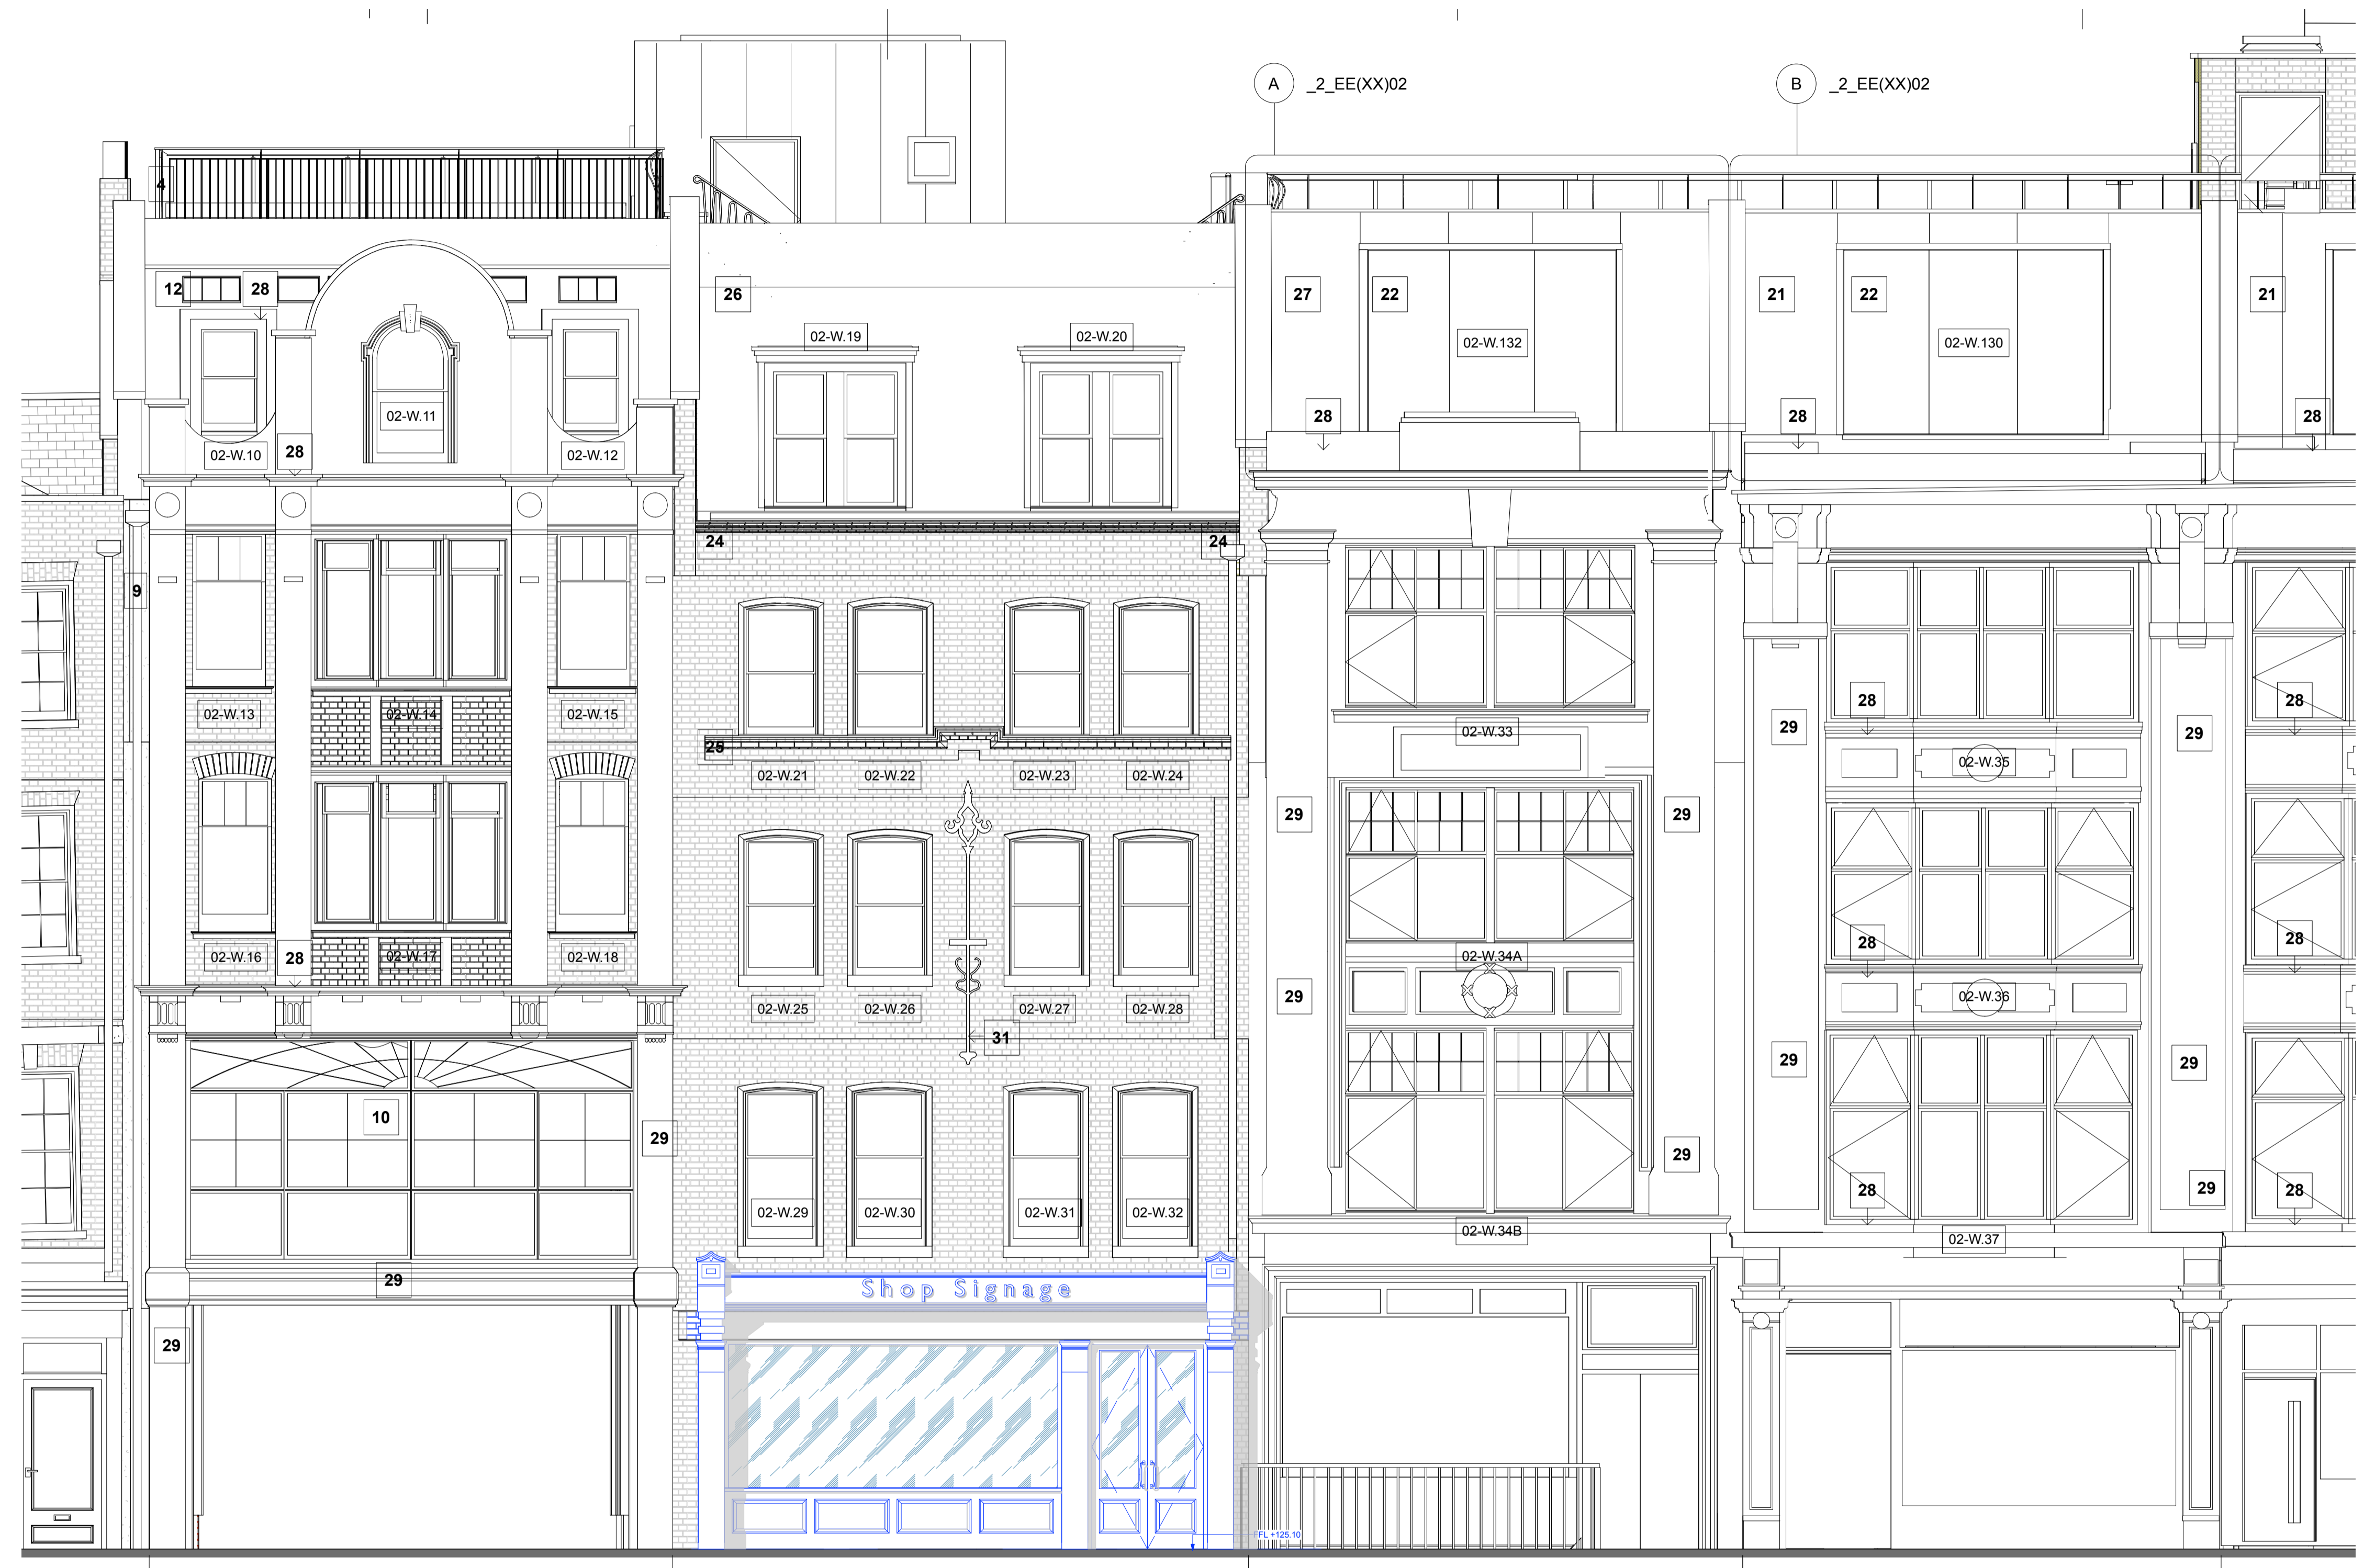 A _2_EE(XX)02 B _2_EE(XX)02
4
12 28 26 27 22 21 22 21
02-W.19 02-W.20 02-W.132 02-W.130
02-W.11 28 28 28
02-W.10 28 02-W.12
24 24
9
02-W.13 02-W.14 02-W.15 28 28
02-W.33 29 29
25
02-W.21 02-W.22 02-W.23 02-W.24 02-W.35
29 29
02-W.16 28 02-W.17 02-W.18 02-W.34A 28 28
29 02-W.36
02-W.25 02-W.26 02-W.27 02-W.28
31
29 29
10
29 29
28 28 29
02-W.29 02-W.30 02-W.31 02-W.32
02-W.34B 02-W.37
29 Shop Signage
29
FFL +125.10